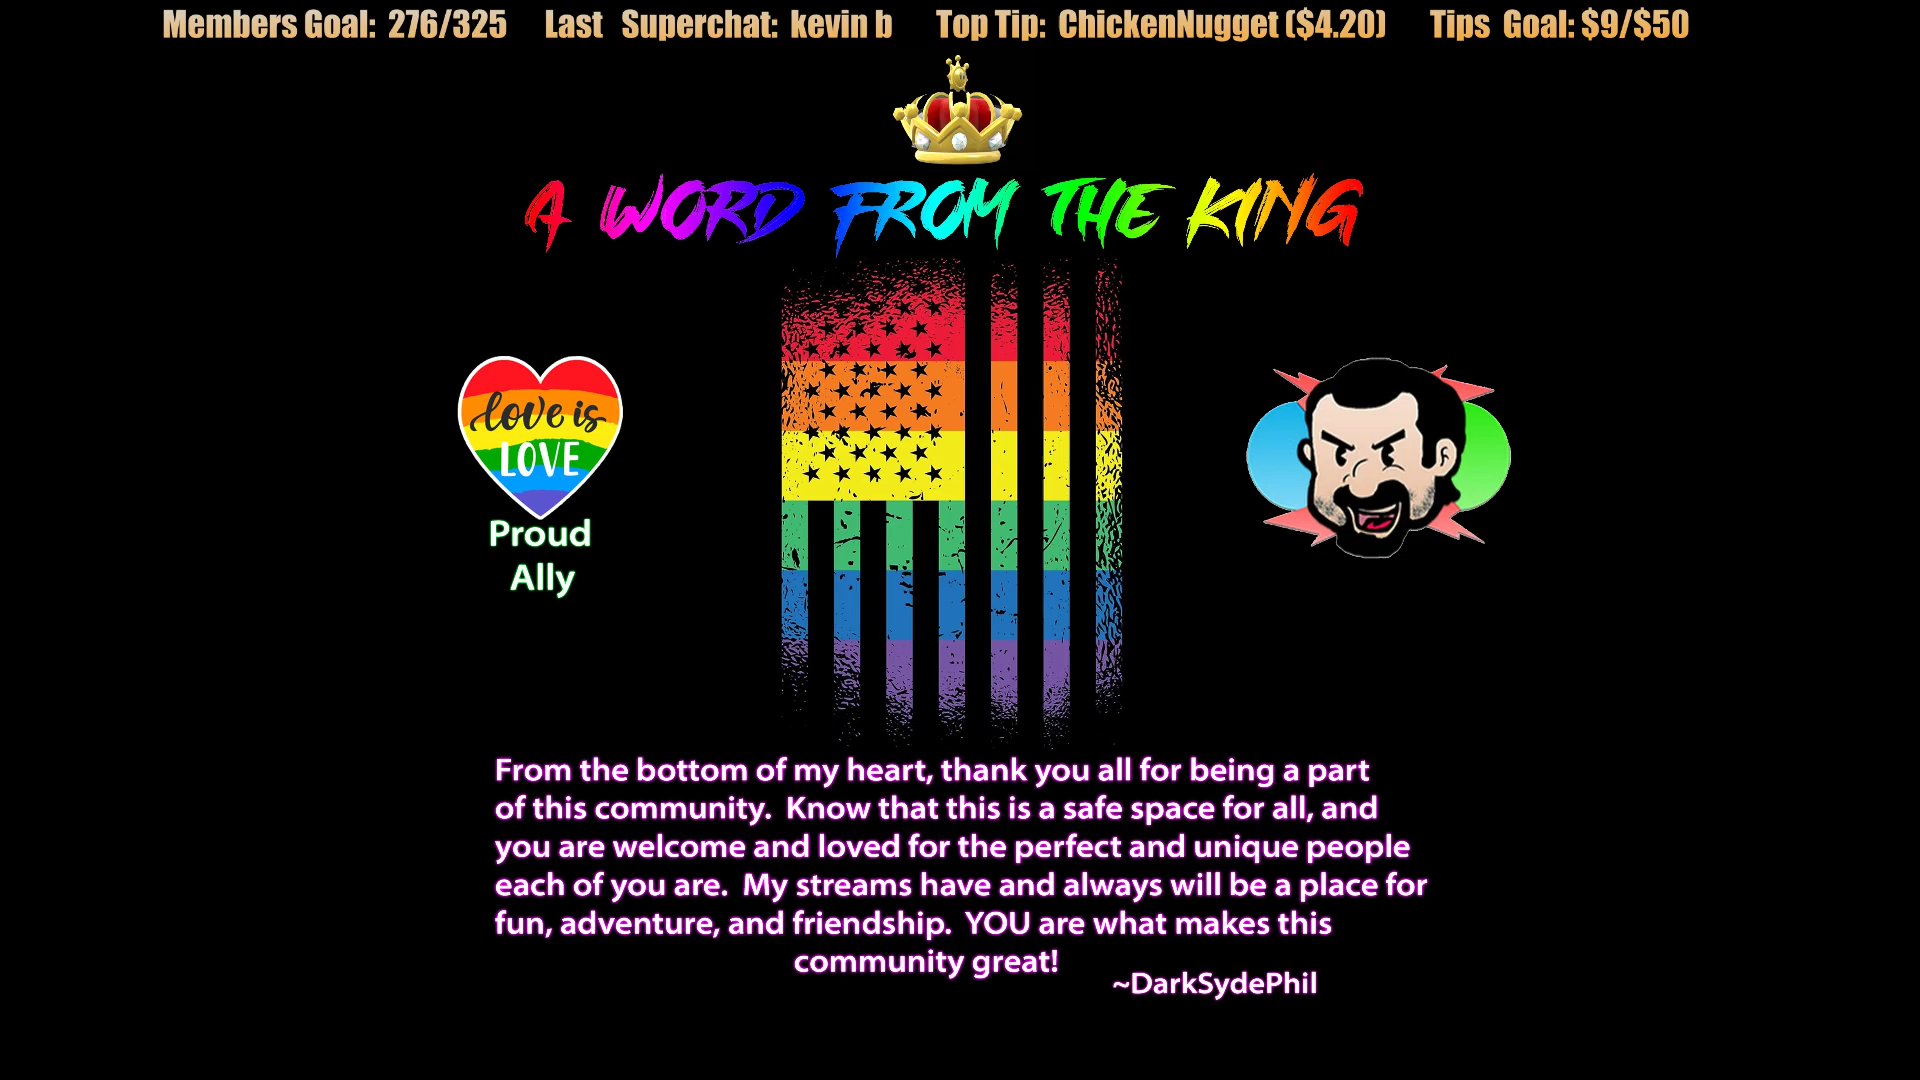 Members Goal: 276/325 Last Superchat: kevin b Top Tip: ChickenNugget ($4.20) Tips Goal: $9/$50
A WORD FROM THE KING
love is
LOVE
Proud
Ally
From the bottom of my heart, thank you all for being a part
of this community. Know that this is a safe space for all, and
you are welcome and loved for the perfect and unique people
each of you are. My streams have and always will be a place for
fun, adventure, and friendship. YOU are what makes this
community great!
~DarkSydePhil